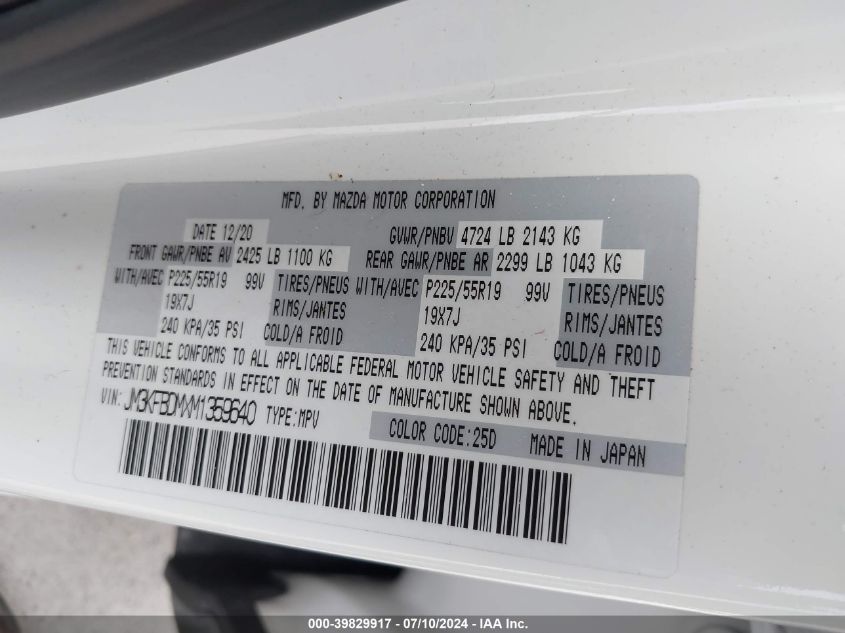 MFD. BY MAZDA MOTOR CORPORATION
DATE 12/20 GVWR/PNBV 4724 LB 2143 KG
FRONT GAWR/PNBE AV 2425 LB 1100 KG REAR GAWR/PNBE AR 2299 LB 1043 KG
WITH/AVEC P225/55R19 99V TIRES/PNEUS WITH/AVEC P225/55R19 99V TIRES/PNEUS
19X7J RIMS/JANTES 19X7J RIMS/JANTES
240 KPA/35 PSI COLD/A FROID 240 KPA/35 PSI COLD/A FROID
THIS VEHICLE CONFORMS TO ALL APPLICABLE FEDERAL MOTOR VEHICLE SAFETY AND THEFT
PREVENTION STANDARDS IN EFFECT ON THE DATE OF MANUFACTURE SHOWN ABOVE.
VIN: JM3KFBDMXM1359640 TYPE:MPV
COLOR CODE:25D MADE IN JAPAN
000-39829917 - 07/10/2024 - IAA Inc.